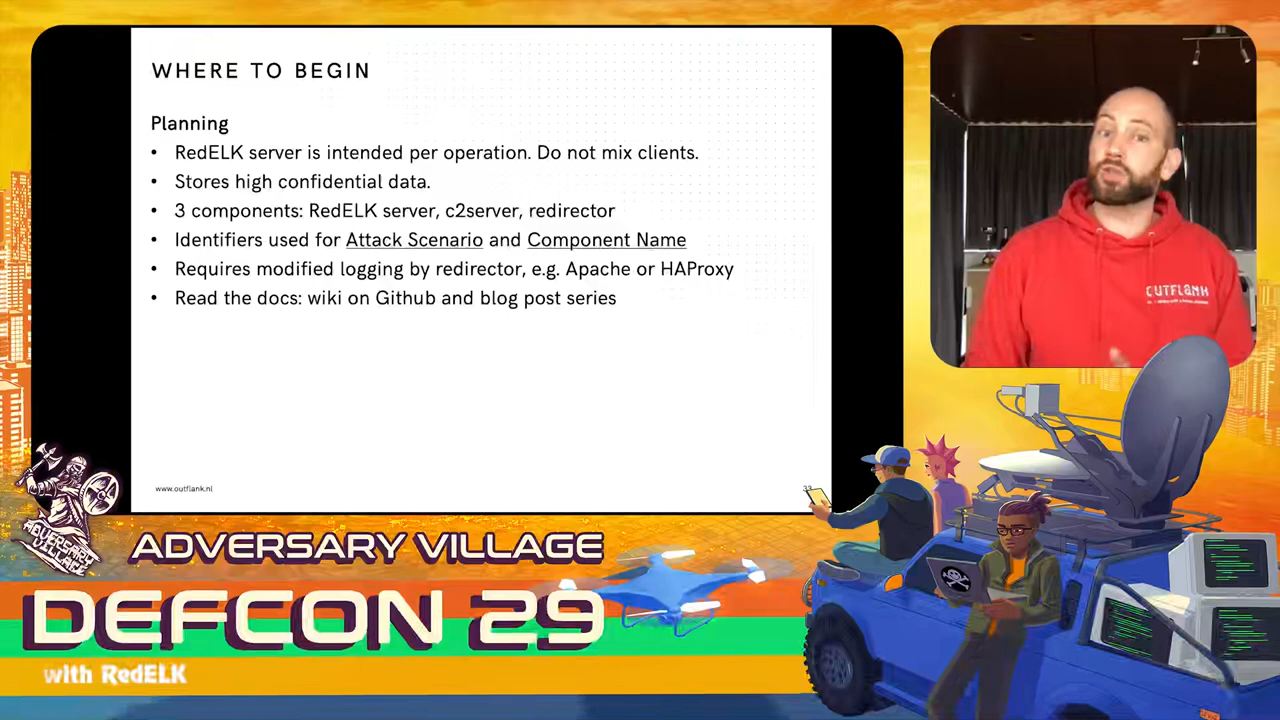 WHERE TO BEGIN
Planning
• RedELK server is intended per operation. Do not mix clients.
• Stores high confidential data.
• 3 components: RedELK server, c2server, redirector
• Identifiers used for Attack Scenario and Component Name
• Requires modified logging by redirector, e.g. Apache or HAProxy
• Read the docs: wiki on Github and blog post series
www.outflank.nl
33
OUTFLANK
ADVERSARY VILLAGE
ADVERSARY VILLAGE
DEFCON 29
with RedELK